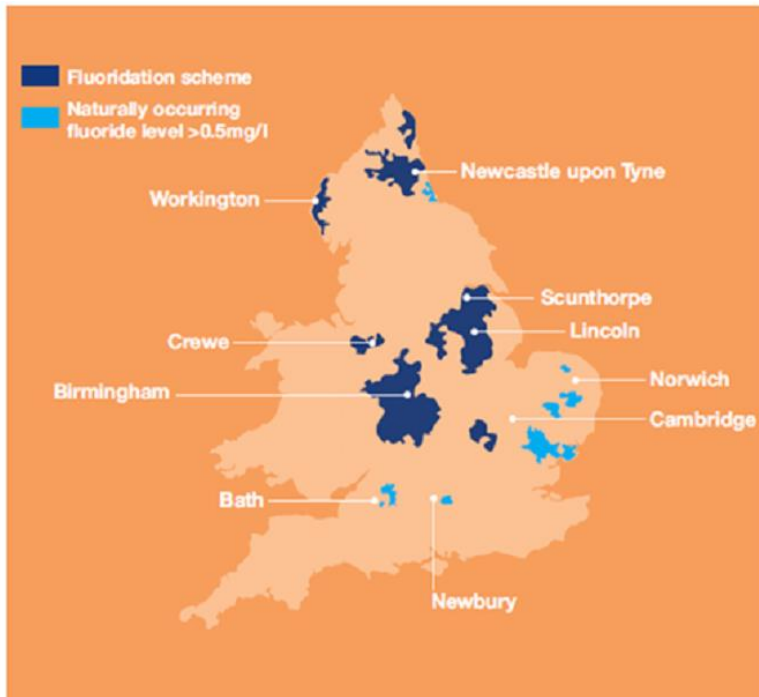 Fluoridation scheme
Naturally occurring
fluoride level >0.5mg/l
Newcastle upon Tyne
Workington
Scunthorpe
Lincoln
Crewe
Norwich
Birmingham
Cambridge
Bath
Newbury